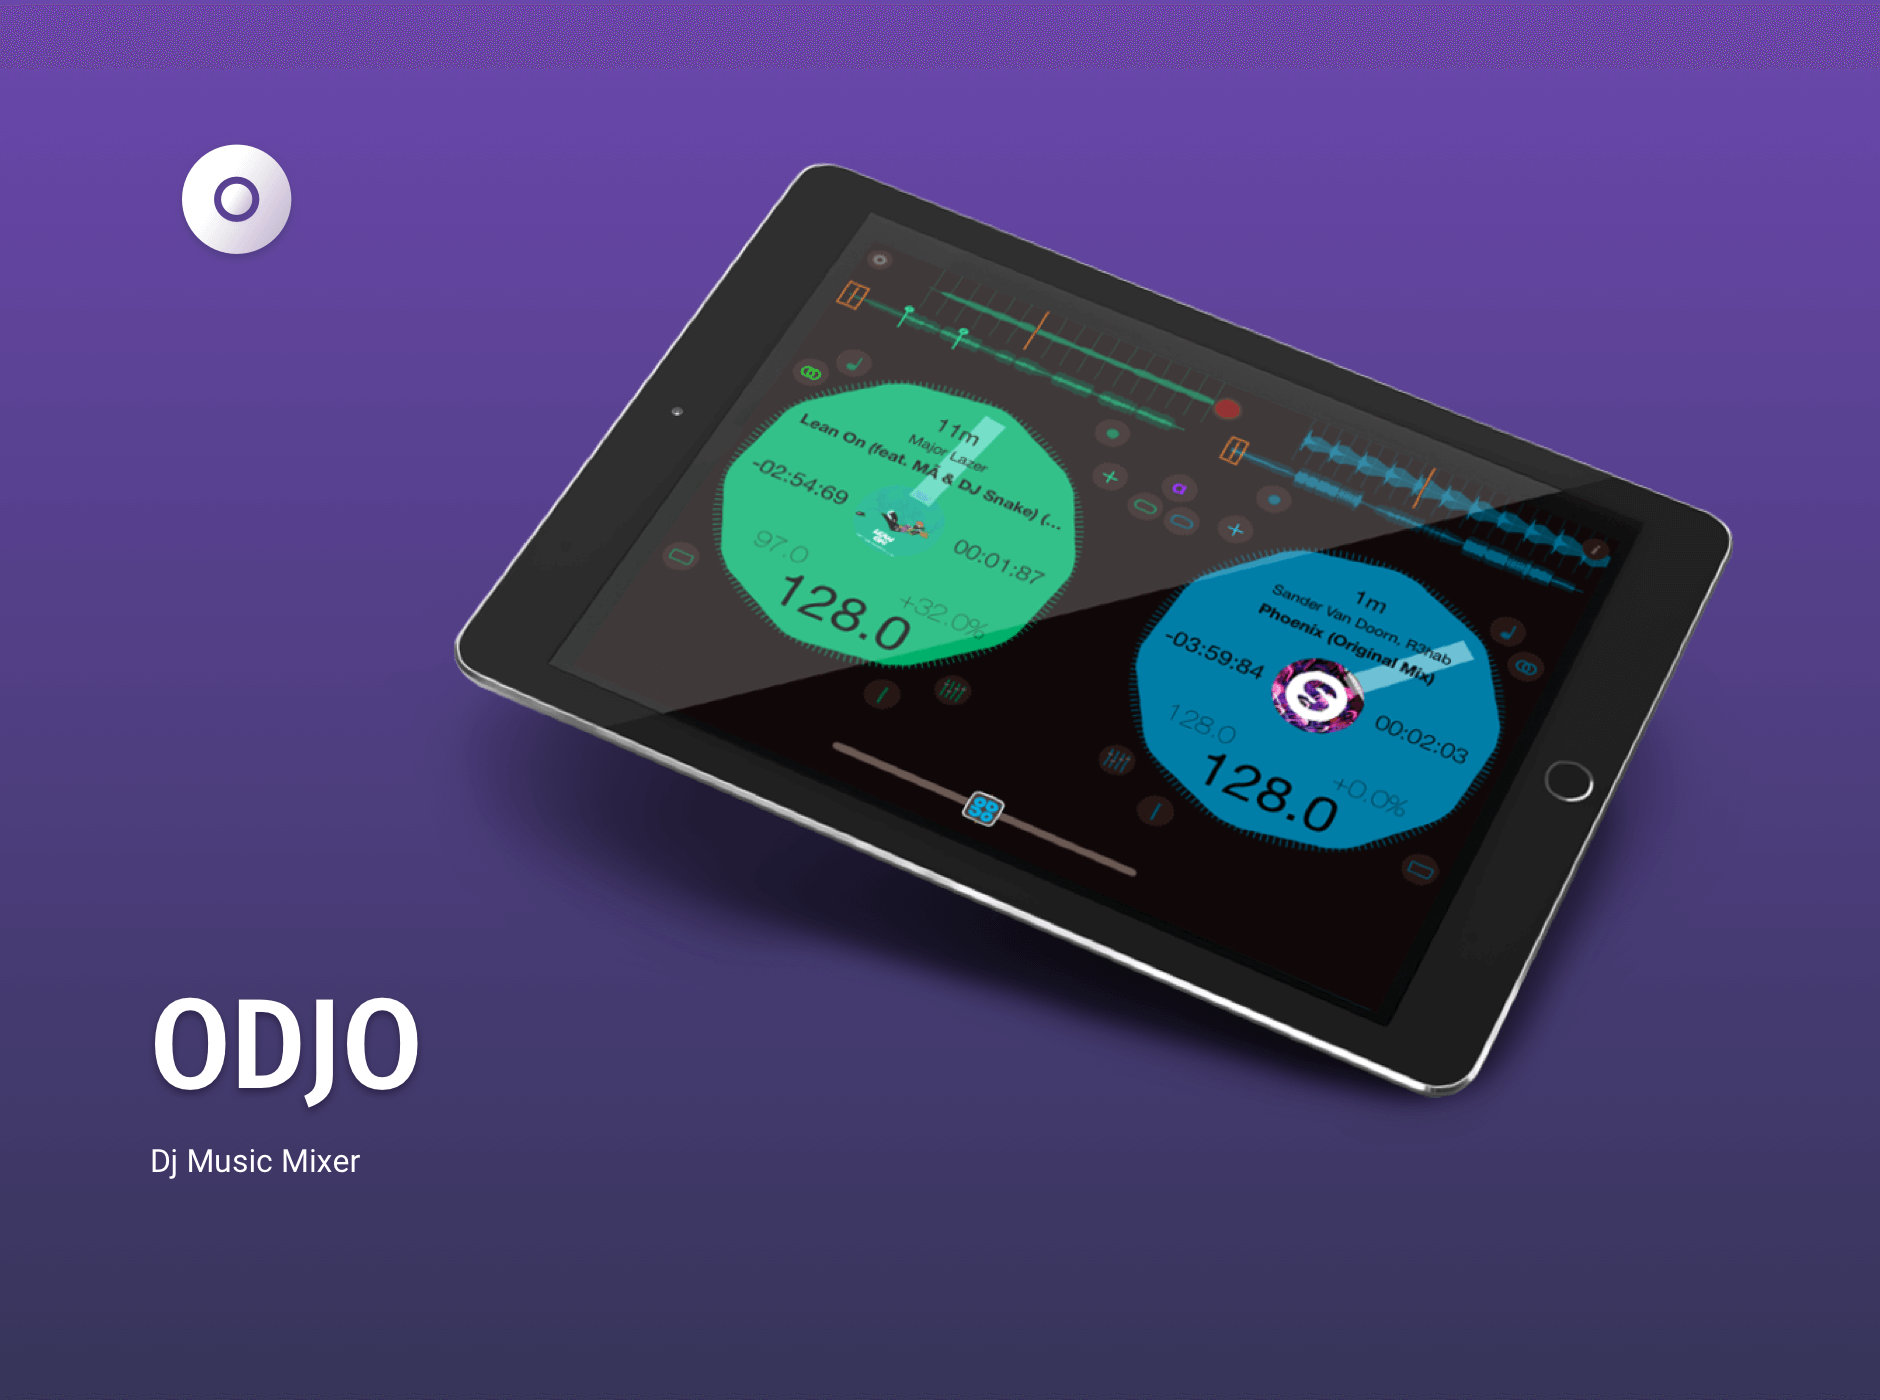 11m
Major Lazer
Lean On (feat. MÃ & DJ Snake) (...
-02:54:69
00:01:87
97.0
+32.0%
128.0
a
i
1m
Sander Van Doorn, R3hab
Phoenix (Original Mix)
-03:59:84
S
00:02:03
128.0
+0.0%
128.0
ODJO
Dj Music Mixer